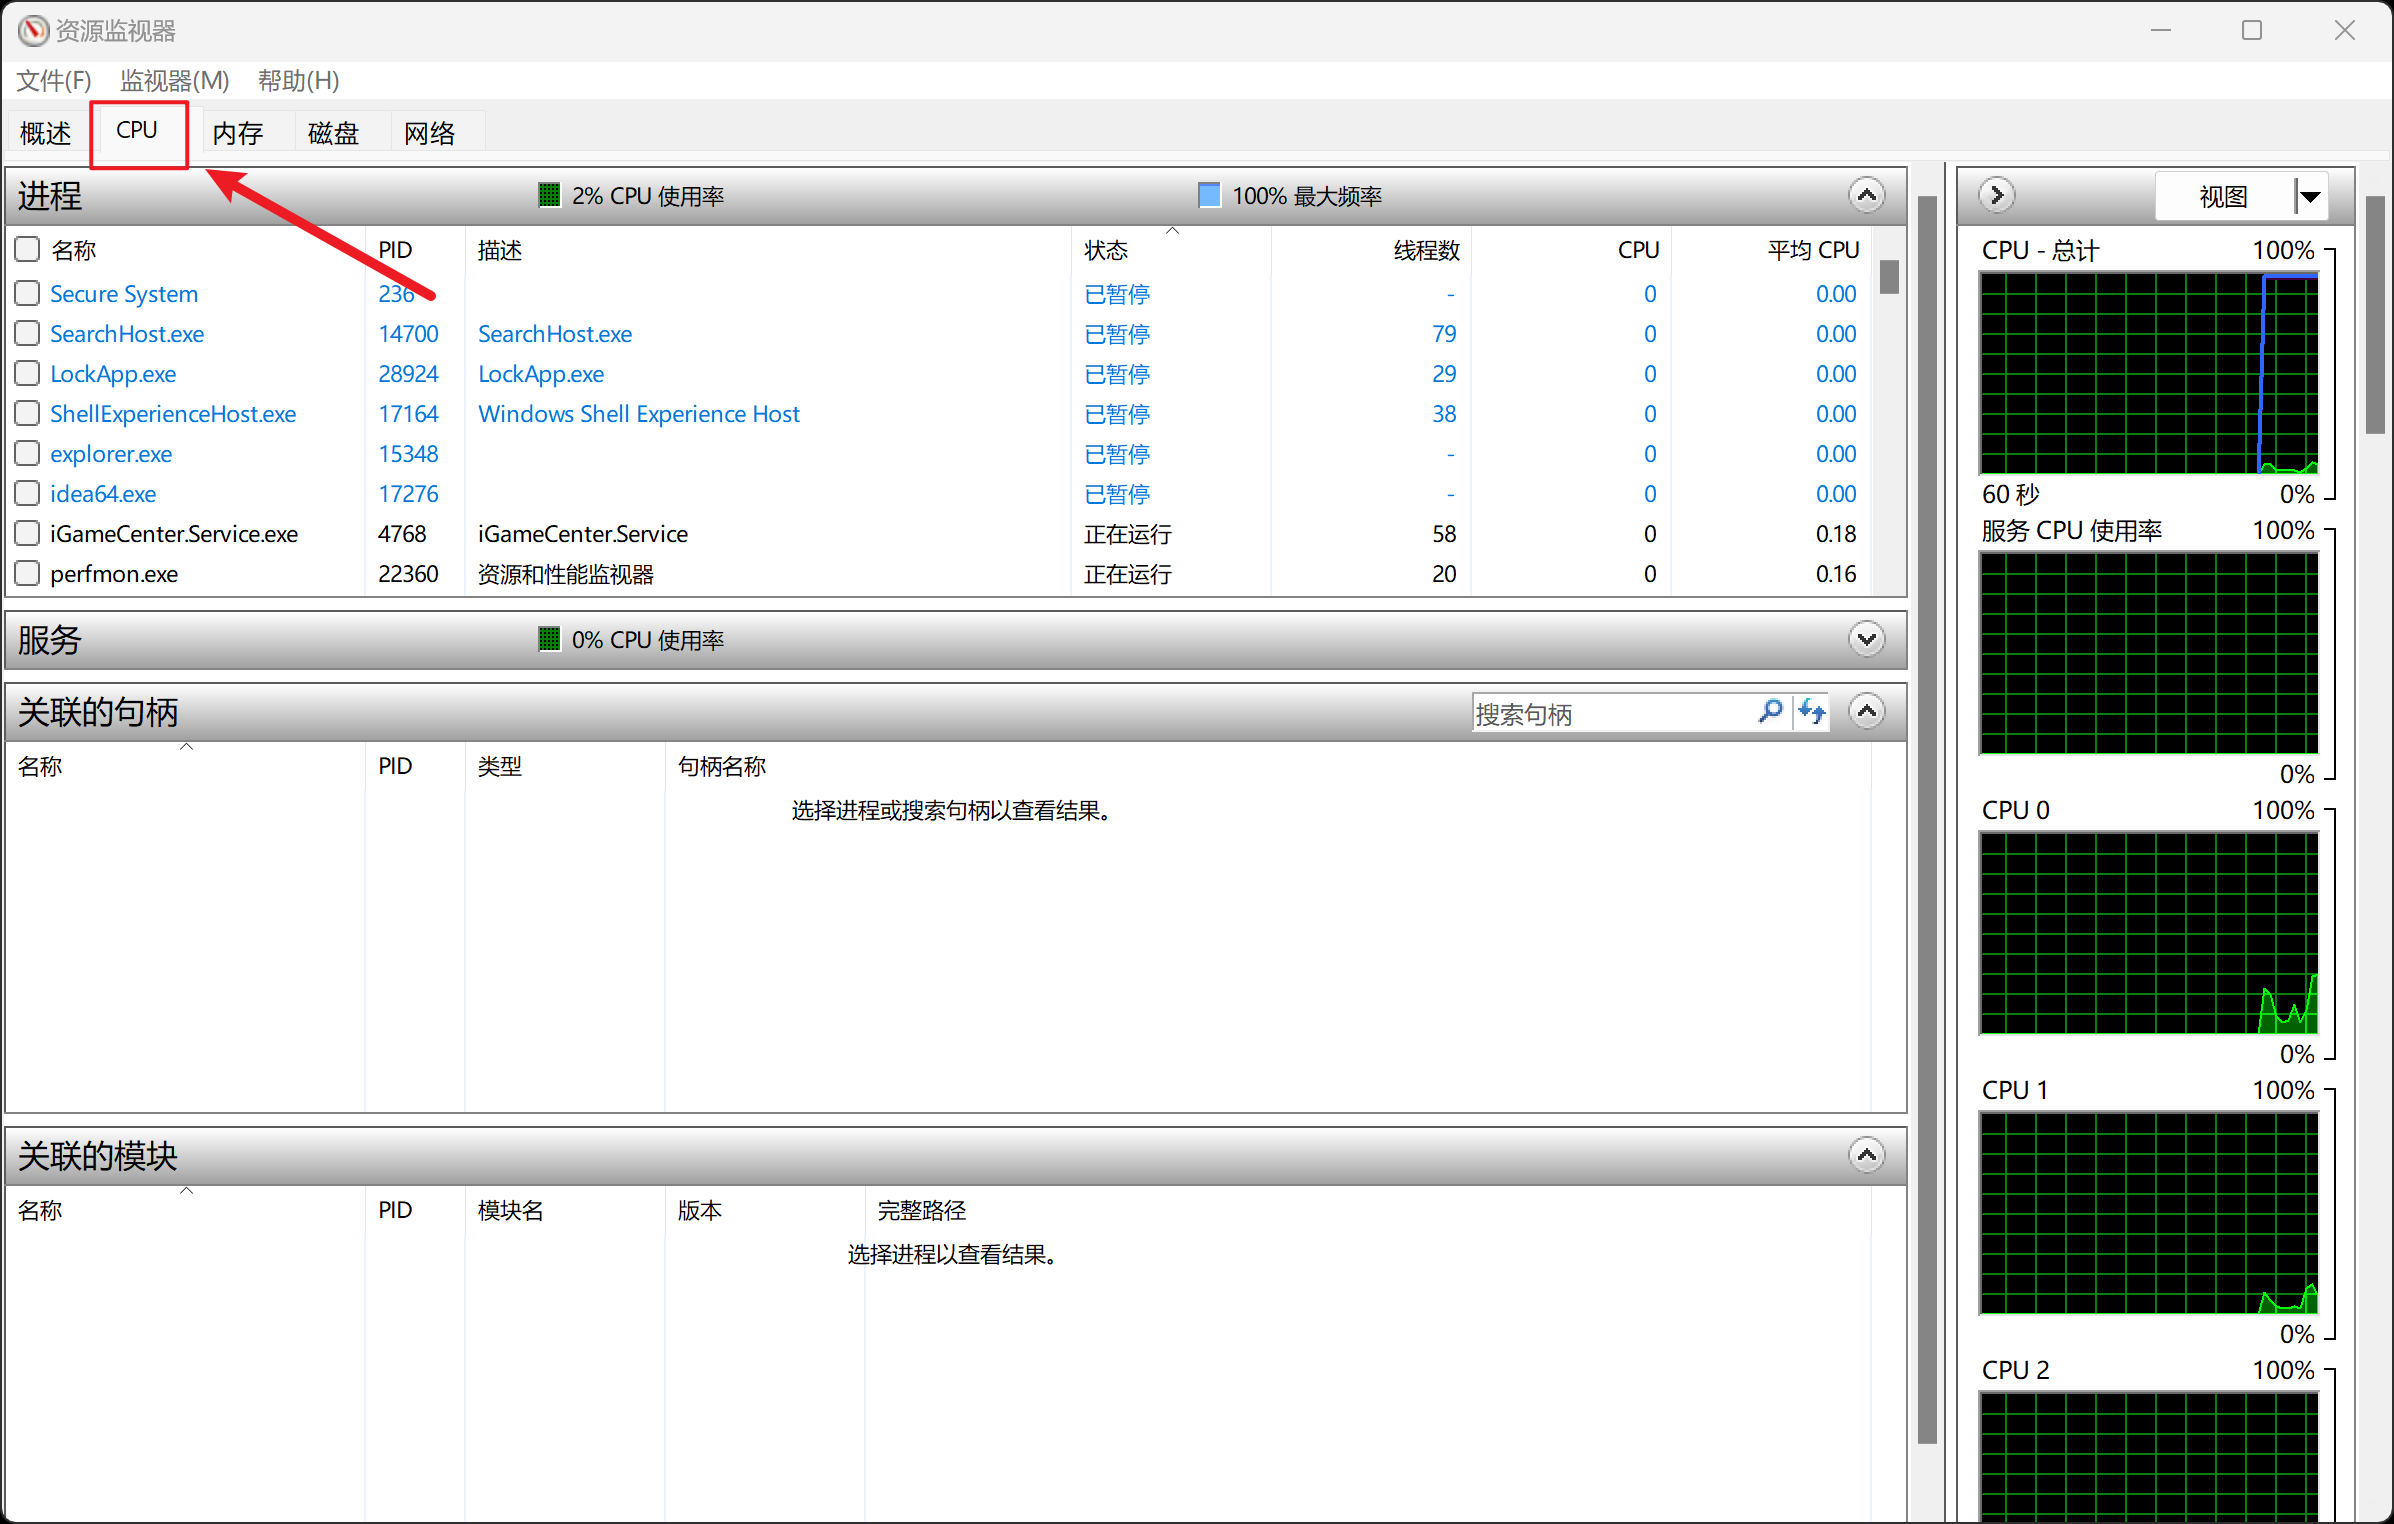 资源监视器
文件(F) 监视器(M) 帮助(H)
概述 CPU 内存 磁盘 网络
进程 2% CPU 使用率 100% 最大频率
名称 PID 描述 状态 线程数 CPU 平均 CPU
Secure System 236 已暂停 - 0 0.00
SearchHost.exe 14700 SearchHost.exe 已暂停 79 0 0.00
LockApp.exe 28924 LockApp.exe 已暂停 29 0 0.00
ShellExperienceHost.exe 17164 Windows Shell Experience Host 已暂停 38 0 0.00
explorer.exe 15348 已暂停 - 0 0.00
idea64.exe 17276 已暂停 - 0 0.00
iGameCenter.Service.exe 4768 iGameCenter.Service 正在运行 58 0 0.18
perfmon.exe 22360 资源和性能监视器 正在运行 20 0 0.16
服务 0% CPU 使用率
关联的句柄 搜索句柄
名称 PID 类型 句柄名称
选择进程或搜索句柄以查看结果。
关联的模块
名称 PID 模块名 版本 完整路径
选择进程以查看结果。
视图
CPU - 总计 100%
60 秒 0%
服务 CPU 使用率 100%
0%
CPU 0 100%
0%
CPU 1 100%
0%
CPU 2 100%